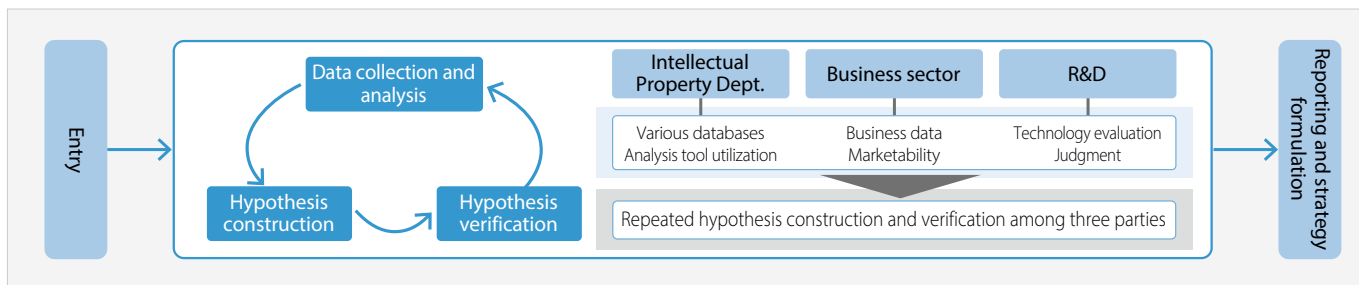 Entry
Data collection and
analysis
Hypothesis
construction
Hypothesis
verification
Intellectual
Property Dept.
Business sector
R&D
Various databases
Analysis tool utilization
Business data
Marketability
Technology evaluation
Judgment
Repeated hypothesis construction and verification among three parties
Reporting and strategy
formulation